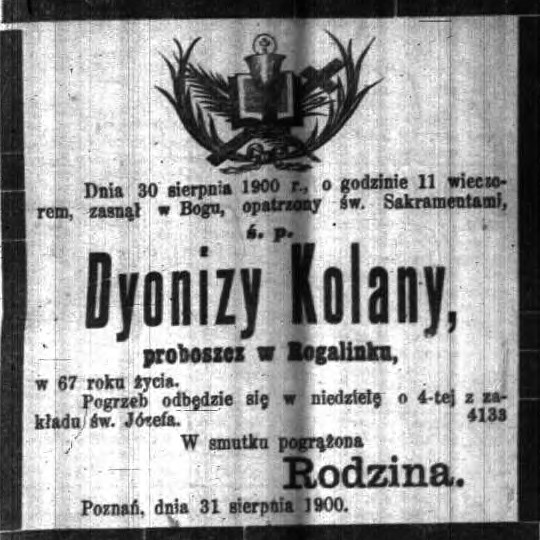 Dnia 30 sierpnia 1900 r., o godzinie 11 wieczo-
rem, zasnął w Bogu, opatrzony św. Sakramentami,
ś. p.
Dyonizy Kolany,
proboszcz w Rogalinku,
w 67 roku życia.
Pogrzeb odbędzie się w niedzielę o 4-tej z za-
kładu św. Józefa. 4133
W smutku pogrążona
Rodzina.
Poznań, dnia 31 sierpnia 1900.